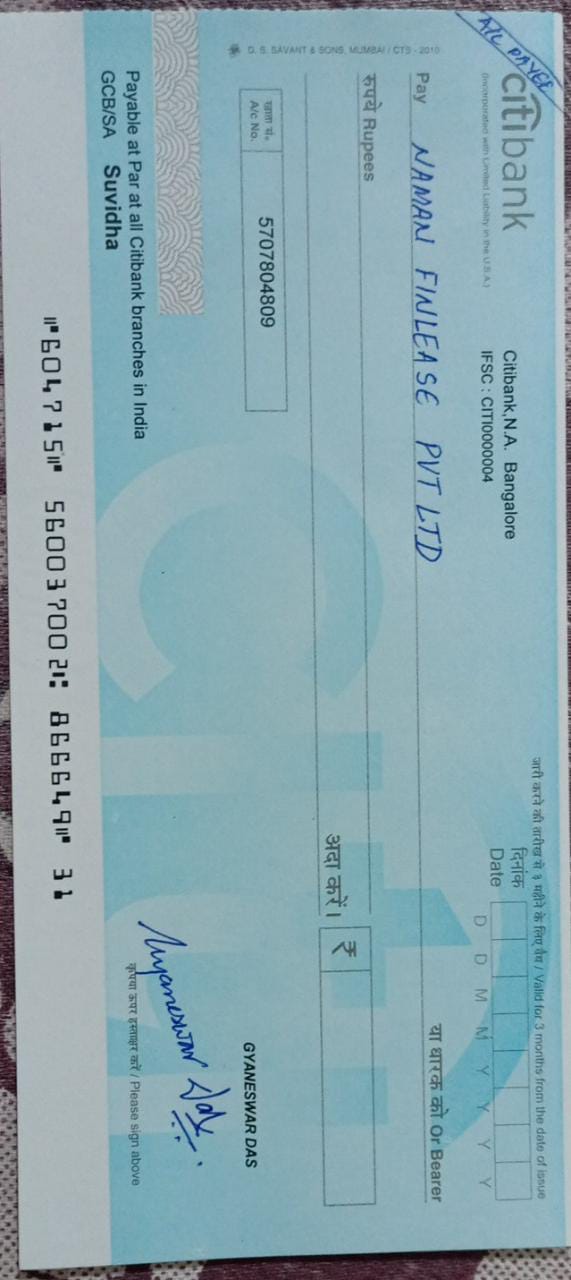 A/C PAYEE
citibank
(Incorporated with Limited Liability in the U.S.A.)
Citibank,N.A. Bangalore
IFSC : CITI0000004
जारी करने की तारीख से ३ महीने के लिए वैध / Valid for 3 months from the date of issue
दिनांक
Date
D D M M Y Y Y Y
Pay NAMAN FINLEASE PVT LTD
या धारक को Or Bearer
रुपये Rupees
अदा करें। ₹
खाता सं.
A/c No.
5707804809
D. S. SAVANT & SONS, MUMBAI / CTS - 2010
GYANESWAR DAS
Gyaneswar Das
Payable at Par at all Citibank branches in India
GCB/SA Suvidha
कृपया ऊपर हस्ताक्षर करें / Please sign above
⑈604715⑈ 560037002⑆ 866649⑈ 31